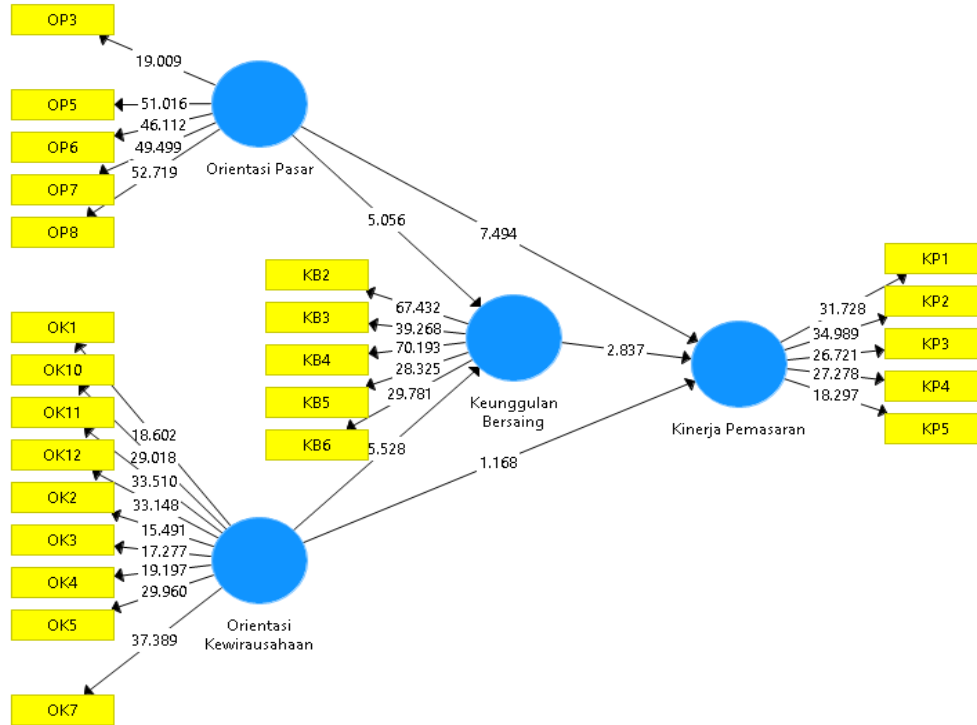 OP3
19.009
OP5
51.016
OP6
46.112
49.499
OP7
52.719
OP8
Orientasi Pasar
5.056
7.494
KB2
67.432
KB3
39.268
KB4
70.193
KB5
28.325
29.781
KB6
Keunggulan
Bersaing
2.837
KP1
31.728
KP2
34.989
KP3
26.721
27.278
KP4
18.297
KP5
Kinerja Pemasaran
OK1
OK10
OK11
OK12
18.602
29.018
33.510
33.148
OK2
15.491
OK3
17.277
OK4
19.197
OK5
29.960
37.389
OK7
5.528
1.168
Orientasi
Kewirausahaan